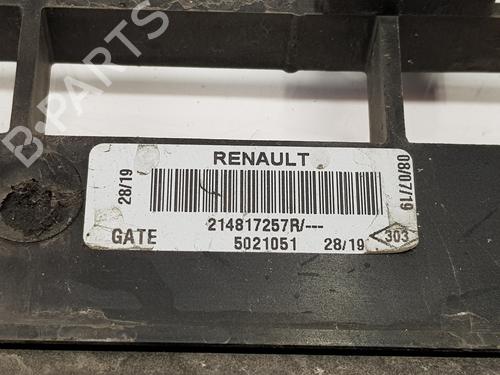 RENAULT
28/19
08/07/19
214817257R/---
GATE
5021051
28/19
303
B-PARTS